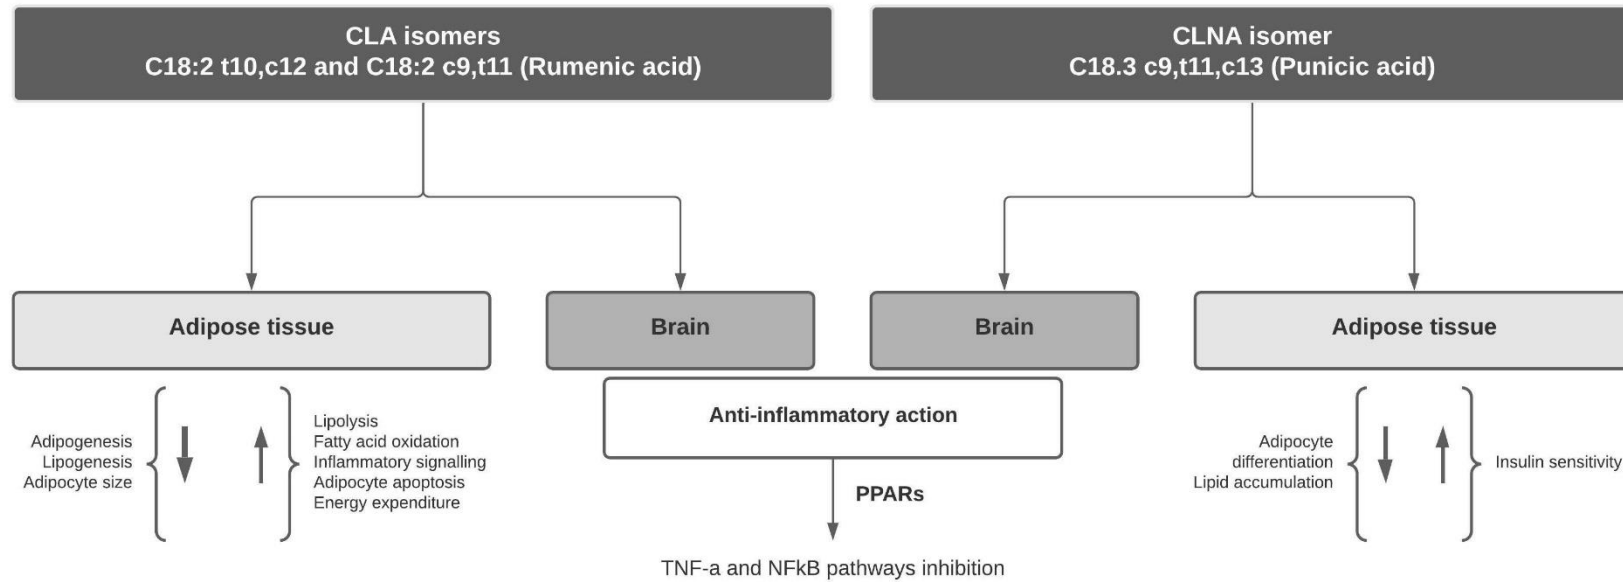 CLA isomers
C18:2 t10,c12 and C18:2 c9,t11 (Rumenic acid)
CLNA isomer
C18.3 c9,t11,c13 (Punicic acid)
Adipose tissue
Brain
Brain
Adipose tissue
Adipogenesis
Lipogenesis
Adipocyte size
Lipolysis
Fatty acid oxidation
Inflammatory signalling
Adipocyte apoptosis
Energy expenditure
Anti-inflammatory action
PPARs
TNF-a and NFkB pathways inhibition
Adipocyte
differentiation
Lipid accumulation
Insulin sensitivity